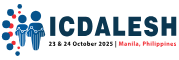 ICDALESH
23 & 24 October 2025 | Manila, Philippines